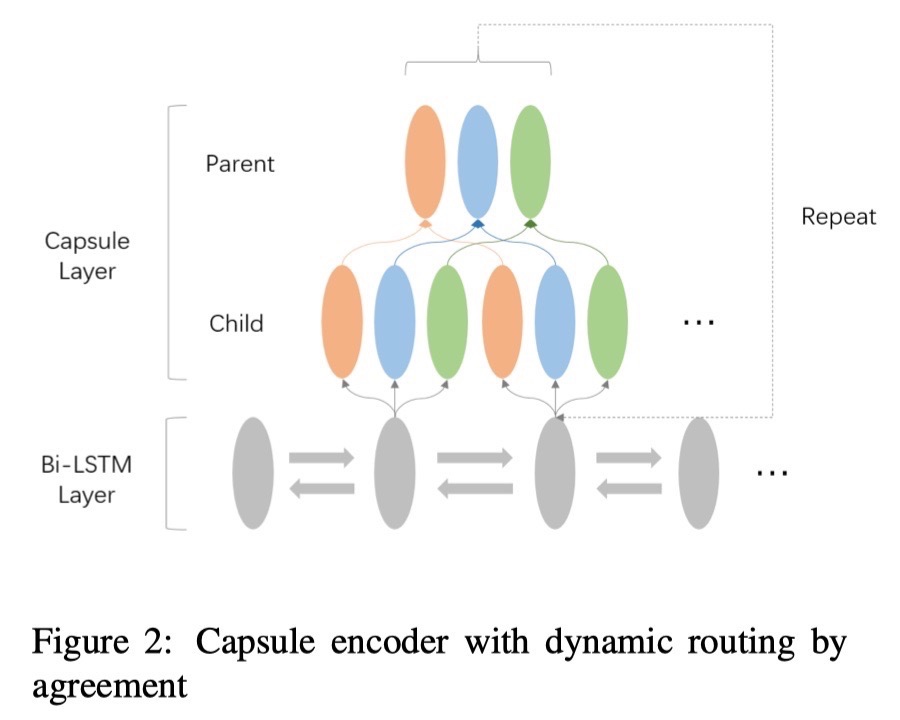 Parent
Repeat
Capsule
Layer
Child
...
Bi-LSTM
Layer
...
Figure 2: Capsule encoder with dynamic routing by
agreement